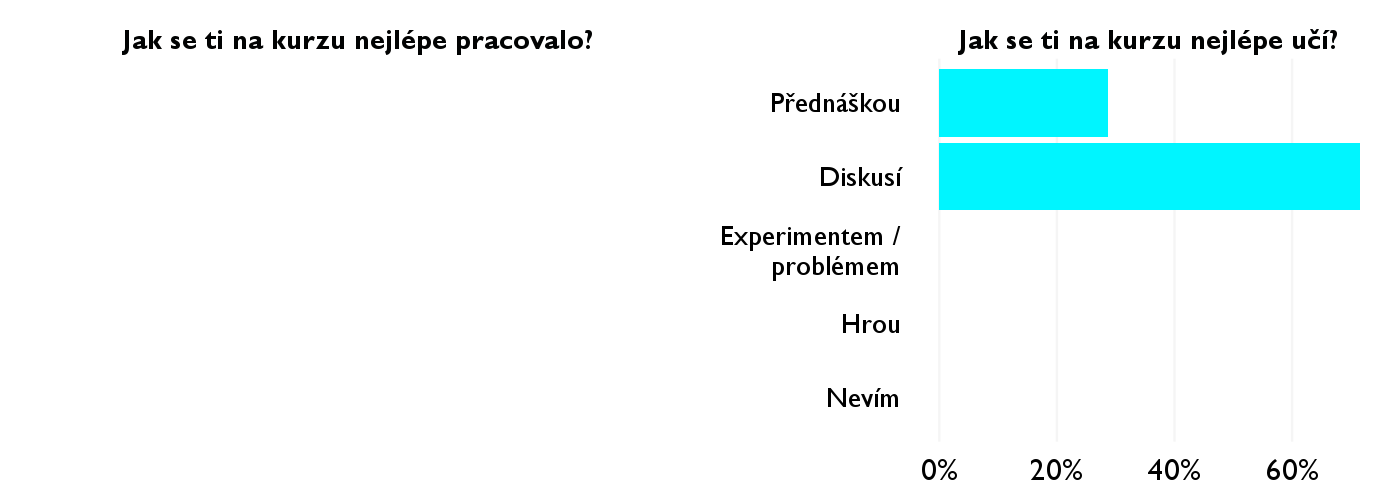 Jak se ti na kurzu nejlépe pracovalo?
Jak se ti na kurzu nejlépe učí?
Přednáškou
Diskusí
Experimentem /
problémem
Hrou
Nevím
0% 20% 40% 60%